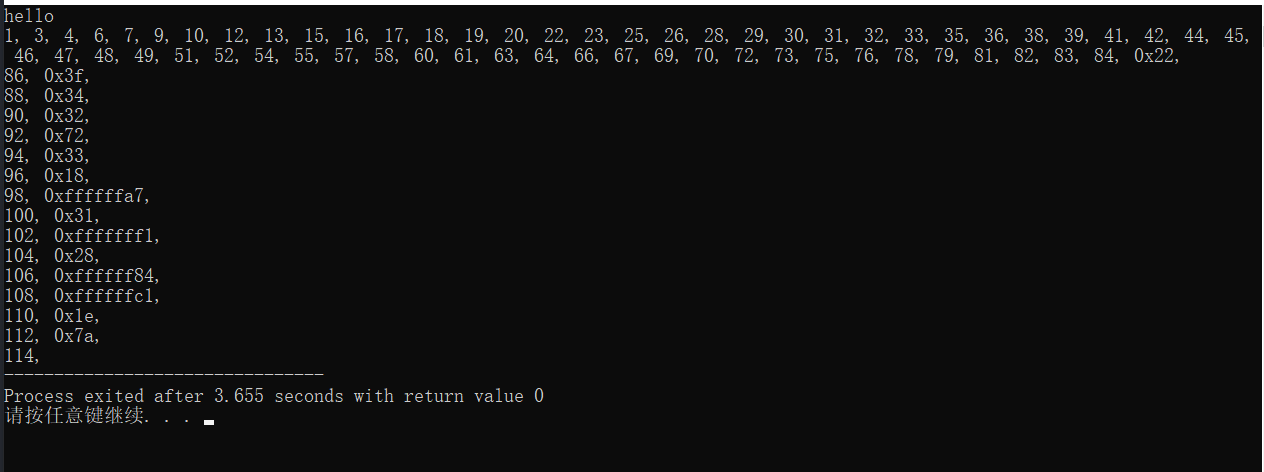 hello
1, 3, 4, 6, 7, 9, 10, 12, 13, 15, 16, 17, 18, 19, 20, 22, 23, 25, 26, 28, 29, 30, 31, 32, 33, 35, 36, 38, 39, 41, 42, 44, 45,
46, 47, 48, 49, 51, 52, 54, 55, 57, 58, 60, 61, 63, 64, 66, 67, 69, 70, 72, 73, 75, 76, 78, 79, 81, 82, 83, 84, 0x22,
86, 0x3f,
88, 0x34,
90, 0x32,
92, 0x72,
94, 0x33,
96, 0x18,
98, 0xffffffa7,
100, 0x31,
102, 0xfffffff1,
104, 0x28,
106, 0xffffff84,
108, 0xffffffc1,
110, 0x1e,
112, 0x7a,
114,
--------------------------------
Process exited after 3.655 seconds with return value 0
请按任意键继续. . .